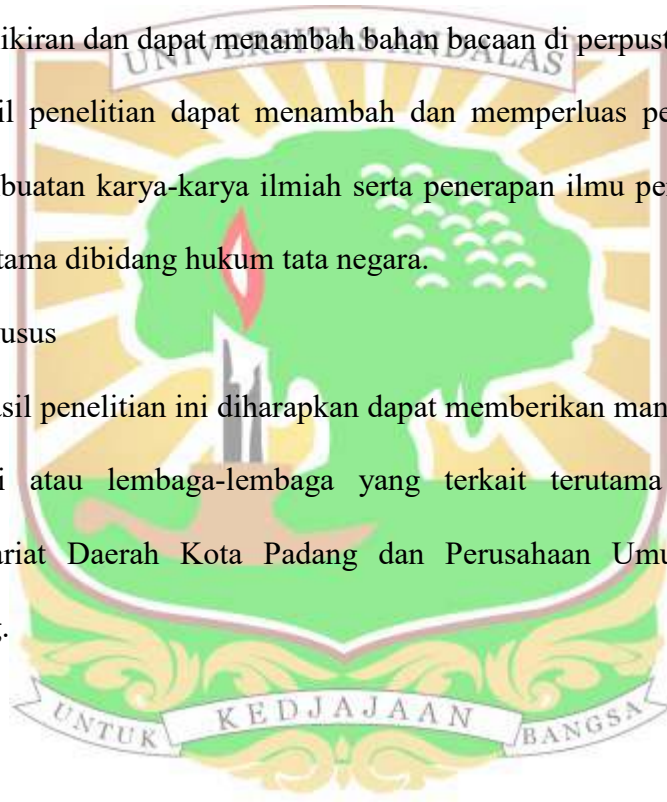 ikiran dan dapat menambah bahan bacaan di perpust
UNIVERSITAS ANDALAS
il penelitian dapat menambah dan memperluas pe
buatan karya-karya ilmiah serta penerapan ilmu pe
tama dibidang hukum tata negara.
usus
asil penelitian ini diharapkan dapat memberikan man
i atau lembaga-lembaga yang terkait terutama
ariat Daerah Kota Padang dan Perusahaan Umu
g.
UNTUK KEDJAJAAN BANGSA